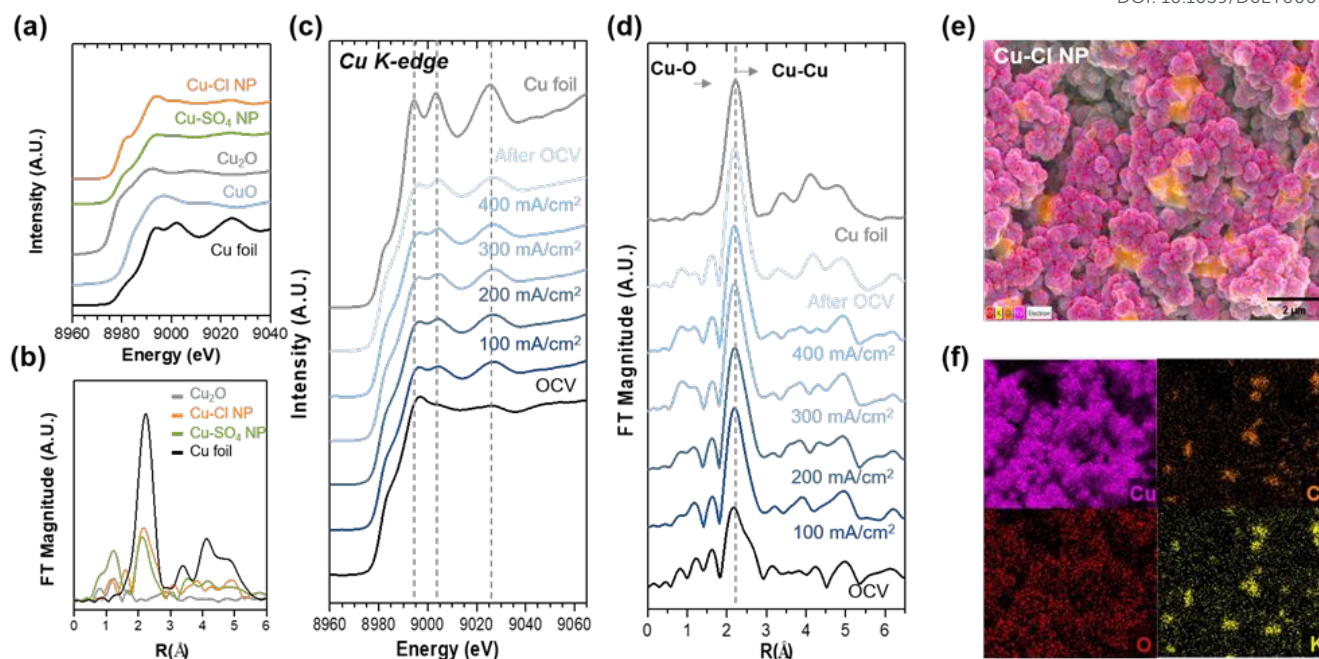 (a)
Cu-Cl NP
Cu-SO₄ NP
Cu₂O
CuO
Cu foil
Intensity (A.U.)
8960 8980 9000 9020 9040
Energy (eV)
(b)
Cu₂O
Cu-Cl NP
Cu-SO₄ NP
Cu foil
FT Magnitude (A.U.)
0 1 2 3 4 5 6
R(Å)
(c)
Cu K-edge
Cu foil
After OCV
400 mA/cm²
300 mA/cm²
200 mA/cm²
100 mA/cm²
OCV
Intensity (A.U.)
8960 8980 9000 9020 9040 9060
Energy (eV)
(d)
Cu-O
Cu-Cu
Cu foil
After OCV
400 mA/cm²
300 mA/cm²
200 mA/cm²
100 mA/cm²
OCV
FT Magnitude (A.U.)
0 1 2 3 4 5 6
R(Å)
(e)
Cu-Cl NP
Electron
2 µm
(f)
Cu
O